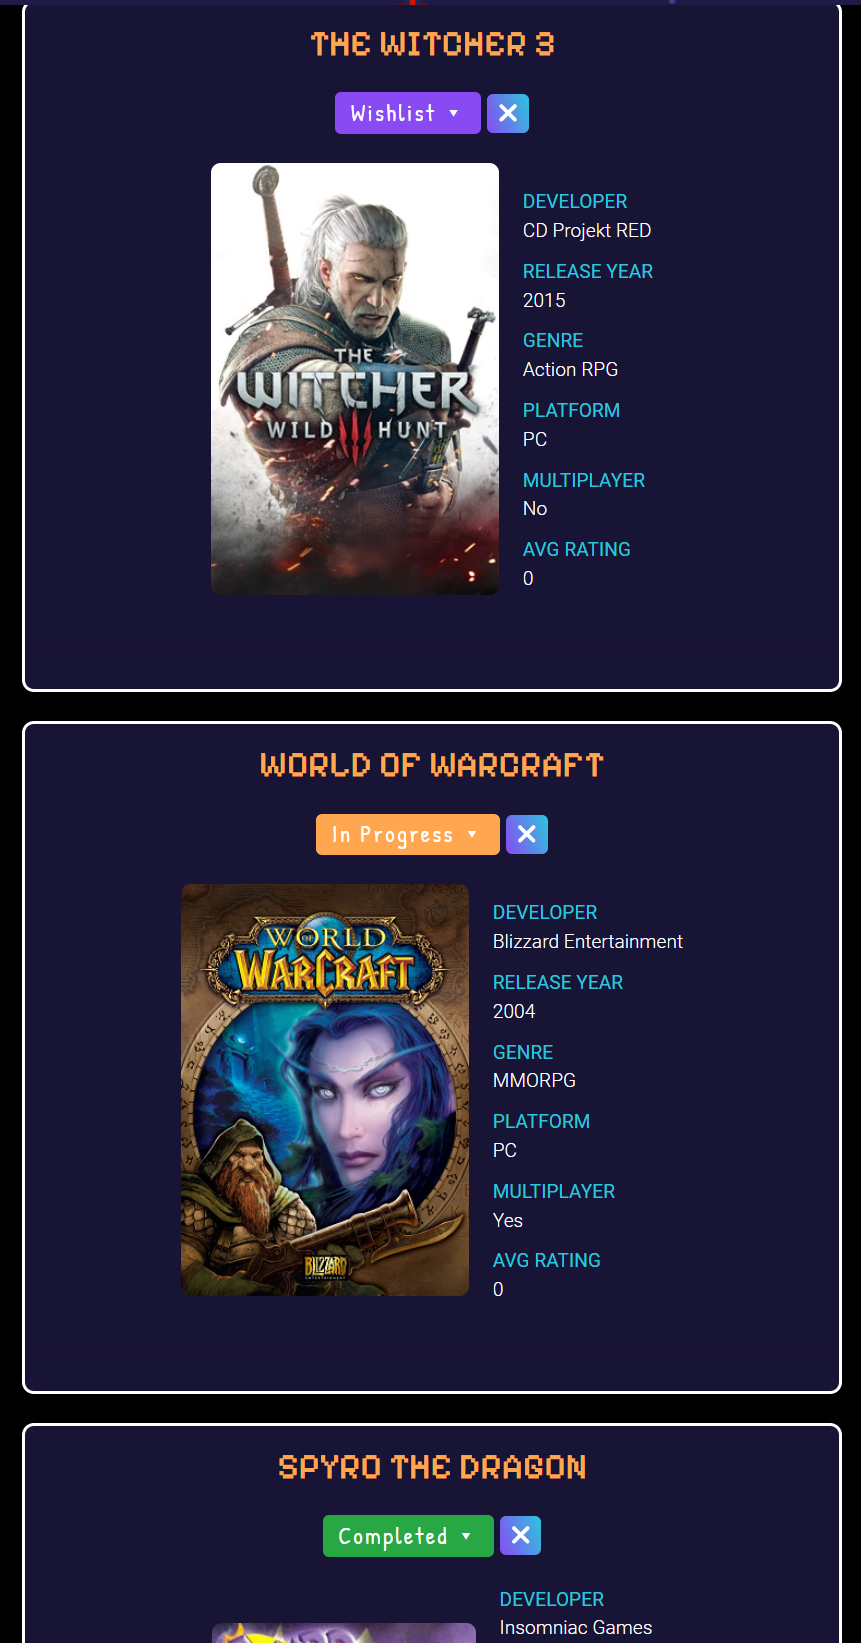 THE WITCHER 3
Wishlist
DEVELOPER
CD Projekt RED
RELEASE YEAR
2015
GENRE
Action RPG
PLATFORM
PC
MULTIPLAYER
No
AVG RATING
0
THE
WITCHER
WILD HUNT
WORLD OF WARCRAFT
In Progress
WORLD
OF
WARCRAFT
BLIZZARD
ENTERTAINMENT
DEVELOPER
Blizzard Entertainment
RELEASE YEAR
2004
GENRE
MMORPG
PLATFORM
PC
MULTIPLAYER
Yes
AVG RATING
0
SPYRO THE DRAGON
Completed
DEVELOPER
Insomniac Games